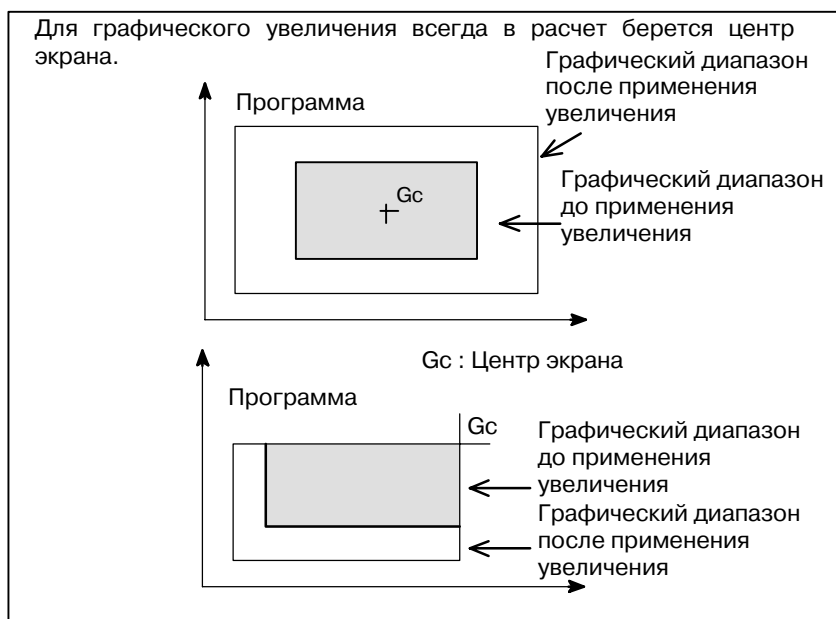 Для графического увеличения всегда в расчет берется центр
экрана.
Графический диапазон
после применения
увеличения
Программа
Gc
Графический диапазон
до применения
увеличения
Gc : Центр экрана
Программа
Gc
Графический диапазон
до применения
увеличения
Графический диапазон
после применения
увеличения